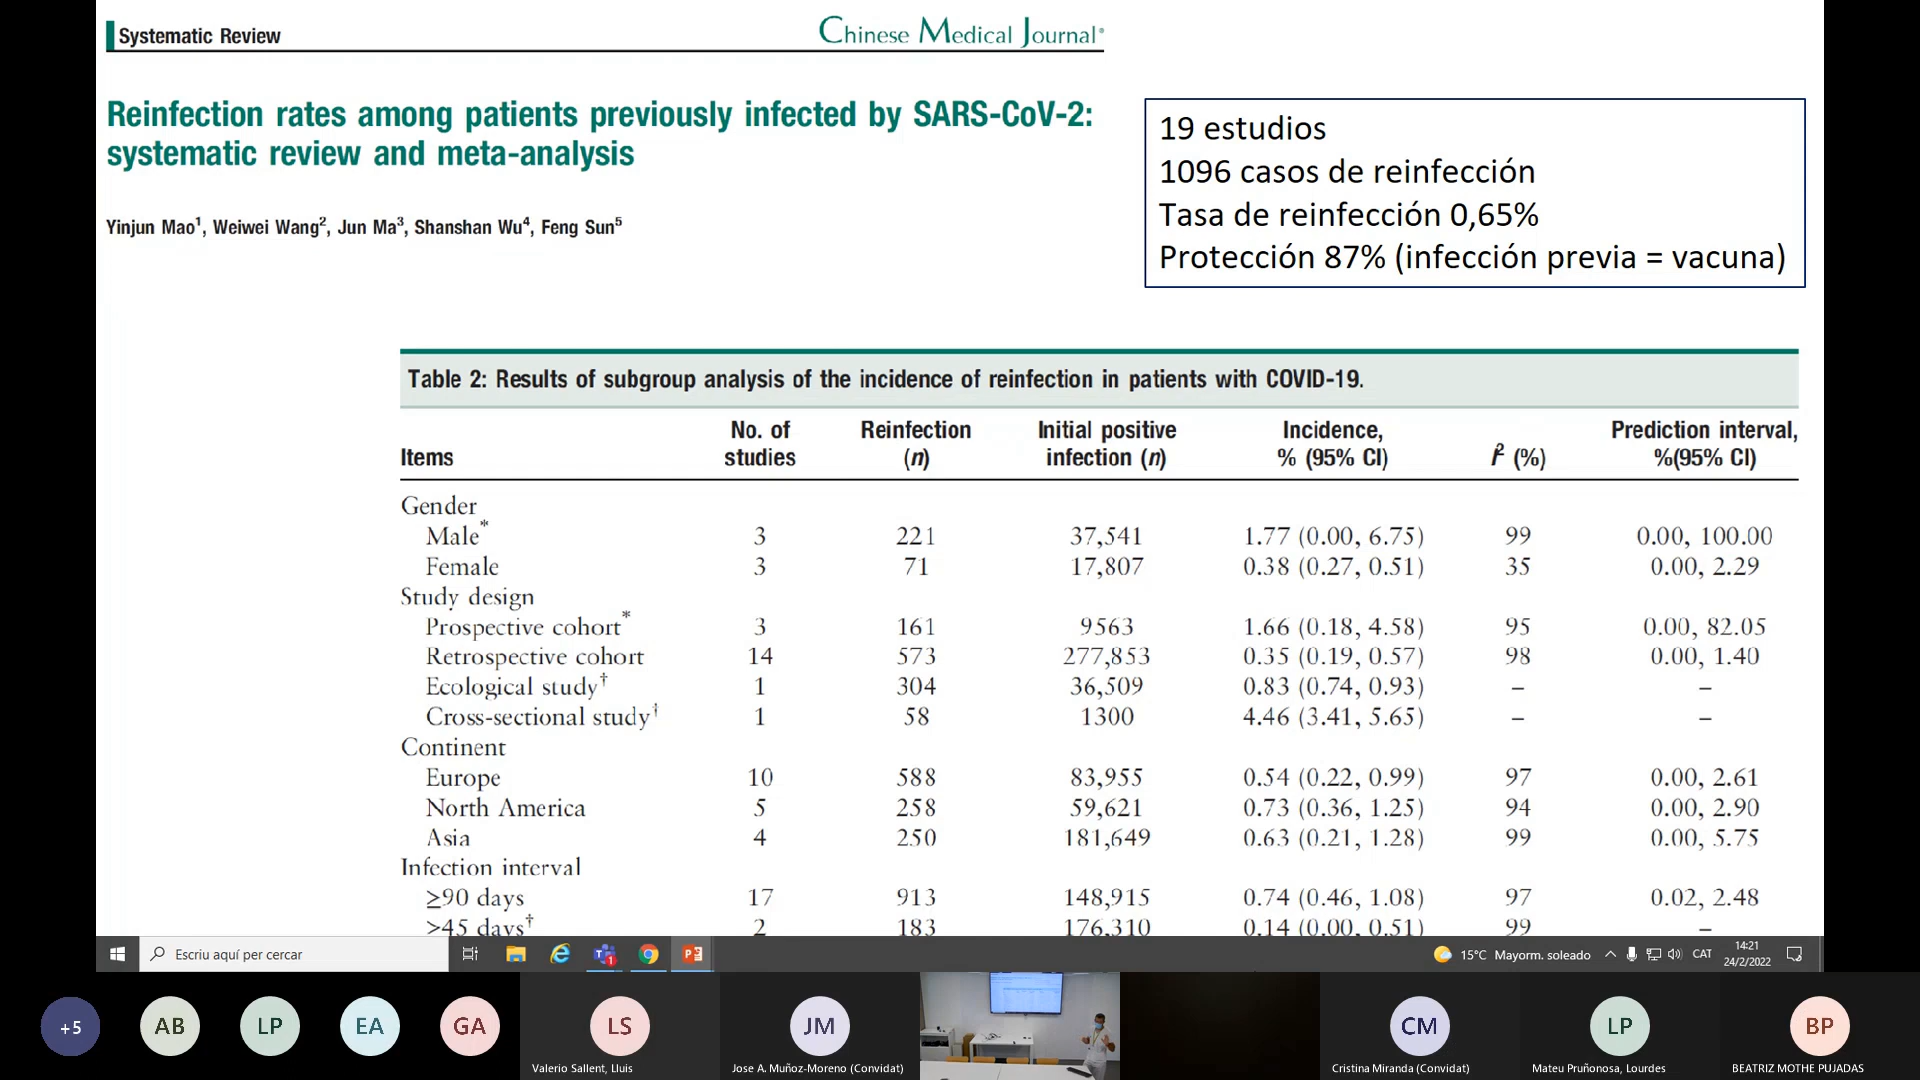 Systematic Review
Chinese Medical Journal
Reinfection rates among patients previously infected by SARS-CoV-2:
systematic review and meta-analysis
Yinjun Mao1, Weiwei Wang2, Jun Ma3, Shanshan Wu4, Feng Sun5
19 estudios
1096 casos de reinfección
Tasa de reinfección 0,65%
Protección 87% (infección previa = vacuna)
Table 2: Results of subgroup analysis of the incidence of reinfection in patients with COVID-19.
Items No. of studies Reinfection (n) Initial positive infection (n) Incidence, % (95% CI) I2 (%) Prediction interval, %(95% CI)
Gender
Male* 3 221 37,541 1.77 (0.00, 6.75) 99 0.00, 100.00
Female 3 71 17,807 0.38 (0.27, 0.51) 35 0.00, 2.29
Study design
Prospective cohort* 3 161 9563 1.66 (0.18, 4.58) 95 0.00, 82.05
Retrospective cohort 14 573 277,853 0.35 (0.19, 0.57) 98 0.00, 1.40
Ecological study† 1 304 36,509 0.83 (0.74, 0.93) – –
Cross-sectional study† 1 58 1300 4.46 (3.41, 5.65) – –
Continent
Europe 10 588 83,955 0.54 (0.22, 0.99) 97 0.00, 2.61
North America 5 258 59,621 0.73 (0.36, 1.25) 94 0.00, 2.90
Asia 4 250 181,649 0.63 (0.21, 1.28) 99 0.00, 5.75
Infection interval
≥90 days 17 913 148,915 0.74 (0.46, 1.08) 97 0.02, 2.48
>45 days† 2 183 176,310 0.14 (0.00, 0.51) 99 –
Escriu aquí per cercar
15°C Mayorm. soleado
CAT
14:21
24/2/2022
+5
AB
LP
EA
GA
LS
Valerio Sallent, Lluis
JM
Jose A. Muñoz-Moreno (Convidat)
CM
Cristina Miranda (Convidat)
LP
Mateu Pruñonosa, Lourdes
BP
BEATRIZ MOTHE PUJADAS